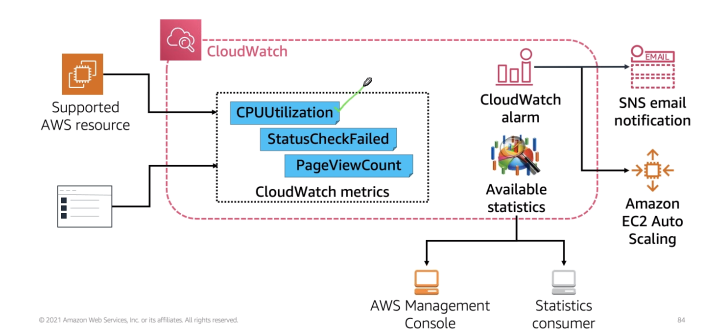 CloudWatch
Supported
AWS resource
CPUUtilization
StatusCheckFailed
PageViewCount
CloudWatch metrics
CloudWatch
alarm
Available
statistics
EMAIL
SNS email
notification
Amazon
EC2 Auto
Scaling
AWS Management
Console
Statistics
consumer
© 2021 Amazon Web Services, Inc. or its affiliates. All rights reserved.
84